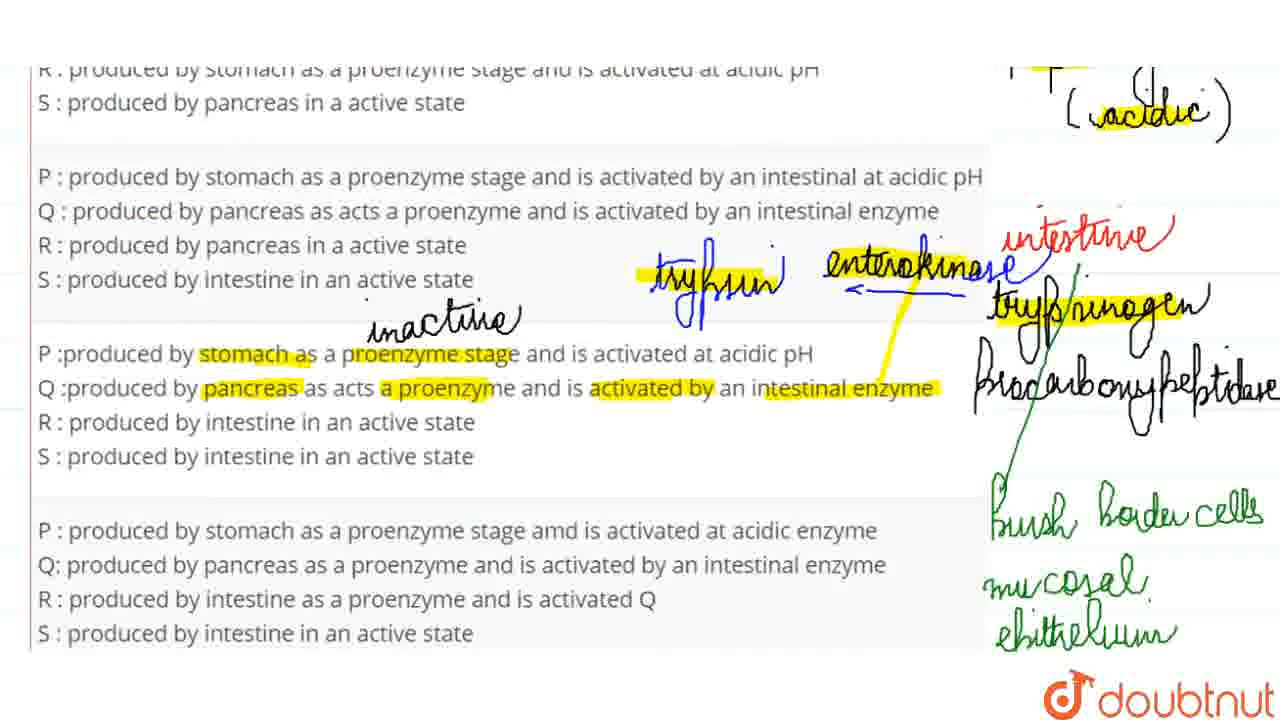 R : produced by stomach as a proenzyme stage and is activated at acidic pH
S : produced by pancreas in a active state
(acidic)
P : produced by stomach as a proenzyme stage and is activated by an intestinal at acidic pH
Q : produced by pancreas as acts a proenzyme and is activated by an intestinal enzyme
R : produced by pancreas in a active state
S : produced by intestine in an active state
intestine
trypsin
enterokinase
trypsinogen
inactive
P :produced by stomach as a proenzyme stage and is activated at acidic pH
Q :produced by pancreas as acts a proenzyme and is activated by an intestinal enzyme
R : produced by intestine in an active state
S : produced by intestine in an active state
procarboxypeptidase
brush border cells
mucosal
epithelium
P : produced by stomach as a proenzyme stage amd is activated at acidic enzyme
Q: produced by pancreas as a proenzyme and is activated by an intestinal enzyme
R : produced by intestine as a proenzyme and is activated Q
S : produced by intestine in an active state
doubtnut